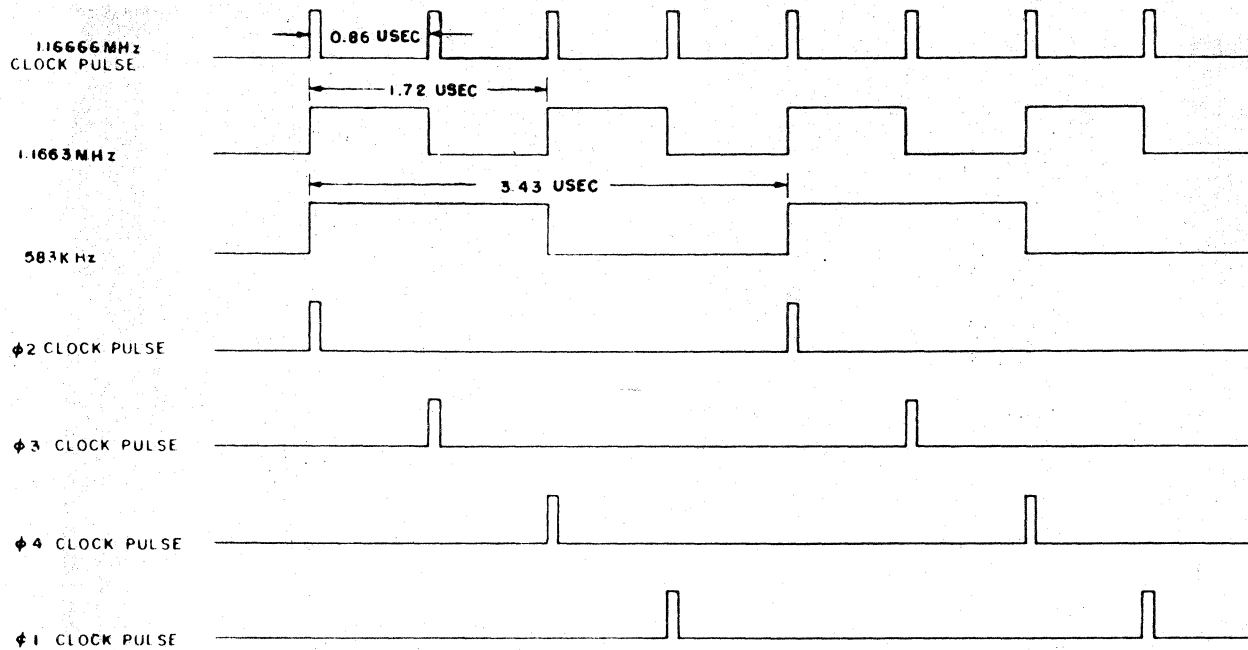 1.16666MHz
CLOCK PULSE
0.86 USEC
1.72 USEC
1.1663MHz
3.43 USEC
583KHz
ϕ2 CLOCK PULSE
ϕ3 CLOCK PULSE
ϕ4 CLOCK PULSE
ϕ1 CLOCK PULSE